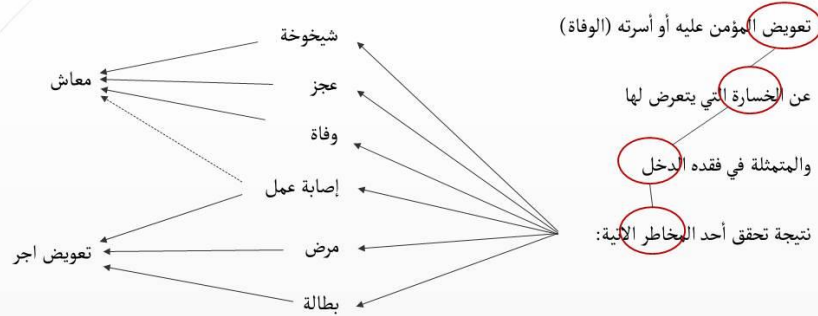 تعويض المؤمن عليه أو أسرته (الوفاة)
عن الخسارة التي يتعرض لها
والمتمثلة في فقده الدخل
نتيجة تحقق أحد المخاطر الاتية:
شيخوخة
عجز
وفاة
إصابة عمل
مرض
بطالة
معاش
تعويض اجر